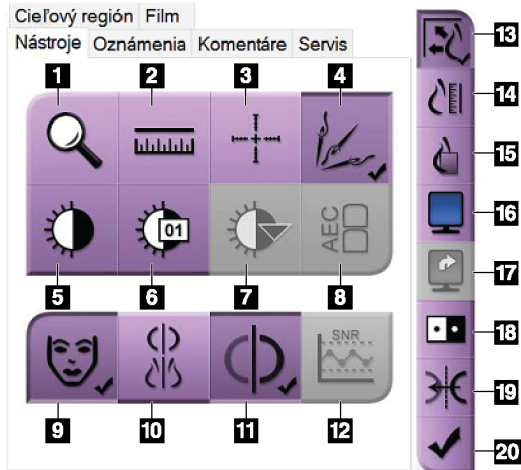 Cieľový región Film
Nástroje Oznámenia Komentáre Servis
1 2 3 4
01 AEC
5 6 7 8
SNR
9 10 11 12
13
14
15
16
17
18
19
20